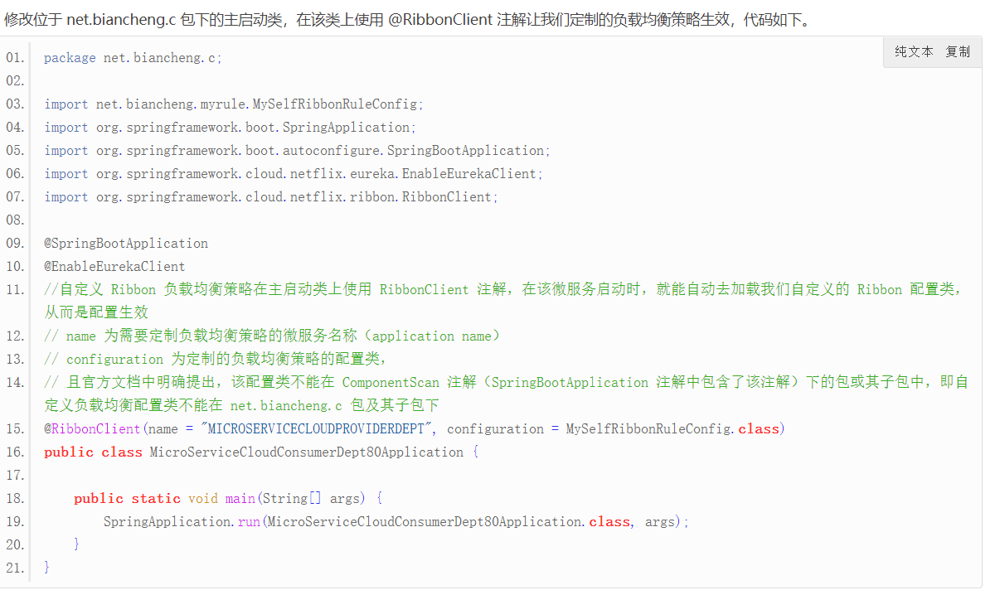 修改位于 net.biancheng.c 包下的主启动类，在该类上使用 @RibbonClient 注解让我们定制的负载均衡策略生效，代码如下。
纯文本 复制
01. package net.biancheng.c;
02.
03. import net.biancheng.myrule.MySelfRibbonRuleConfig;
04. import org.springframework.boot.SpringApplication;
05. import org.springframework.boot.autoconfigure.SpringBootApplication;
06. import org.springframework.cloud.netflix.eureka.EnableEurekaClient;
07. import org.springframework.cloud.netflix.ribbon.RibbonClient;
08.
09. @SpringBootApplication
10. @EnableEurekaClient
11. //自定义 Ribbon 负载均衡策略在主启动类上使用 RibbonClient 注解，在该微服务启动时，就能自动去加载我们自定义的 Ribbon 配置类，
从而是配置生效
12. // name 为需要定制负载均衡策略的微服务名称（application name）
13. // configuration 为定制的负载均衡策略的配置类，
14. // 且官方文档中明确提出，该配置类不能在 ComponentScan 注解（SpringBootApplication 注解中包含了该注解）下的包或其子包中，即自
定义负载均衡配置类不能在 net.biancheng.c 包及其子包下
15. @RibbonClient(name = "MICROSERVICECLOUDPROVIDERDEPT", configuration = MySelfRibbonRuleConfig.class)
16. public class MicroServiceCloudConsumerDept80Application {
17.
18. public static void main(String[] args) {
19. SpringApplication.run(MicroServiceCloudConsumerDept80Application.class, args);
20. }
21. }